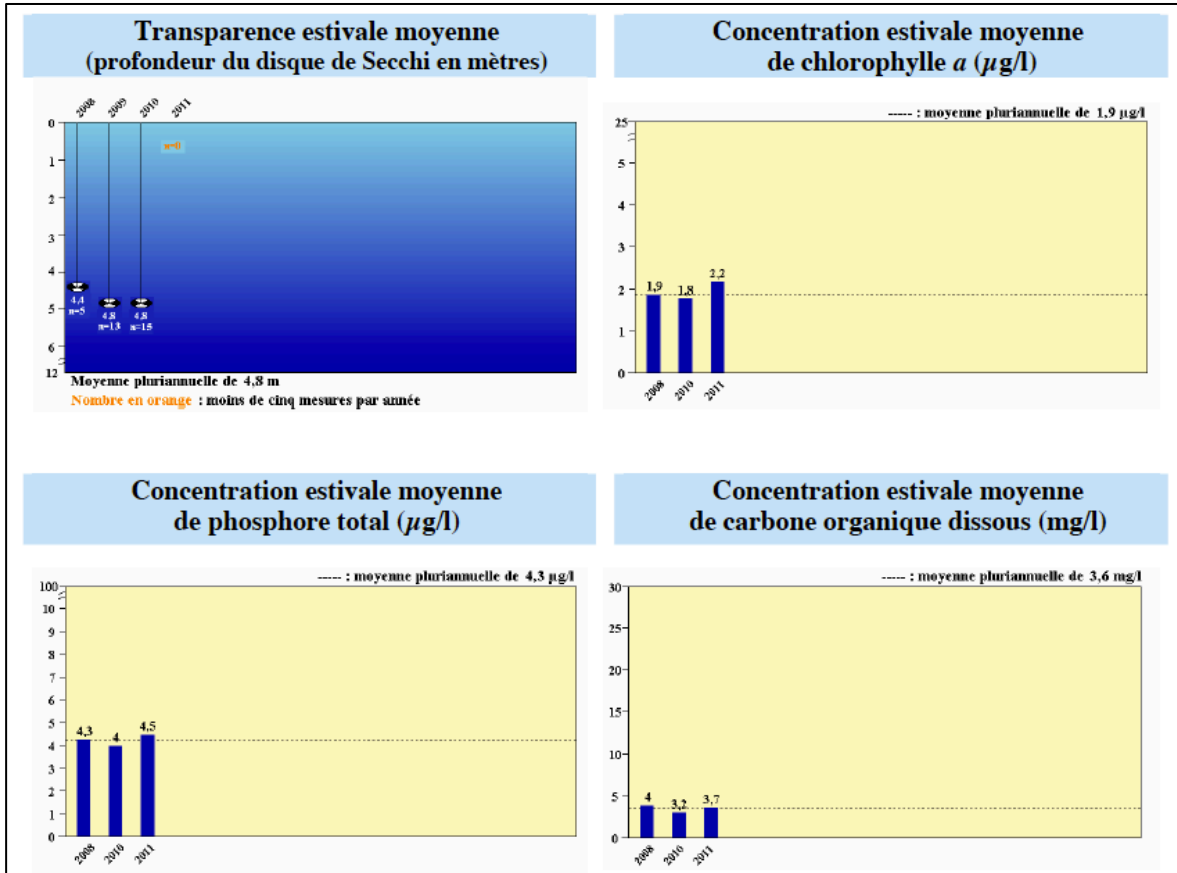 Transparence estivale moyenne
(profondeur du disque de Secchi en mètres)
2008 2009 2010 2011
0
n=0
1
2
3
4
4,4
n=5
5
4,8
n=13
4,8
n=15
6
12
Moyenne pluriannuelle de 4,8 m
Nombre en orange : moins de cinq mesures par année
Concentration estivale moyenne
de chlorophylle a (µg/l)
----- : moyenne pluriannuelle de 1,9 µg/l
25
5
4
3
2
1
0
1,9 1,8 2,2
2008 2010 2011
Concentration estivale moyenne
de phosphore total (µg/l)
----- : moyenne pluriannuelle de 4,3 µg/l
100
10
9
8
7
6
5
4
3
2
1
0
4,3 4 4,5
2008 2010 2011
Concentration estivale moyenne
de carbone organique dissous (mg/l)
----- : moyenne pluriannuelle de 3,6 mg/l
30
25
20
15
10
5
0
4 3,2 3,7
2008 2010 2011